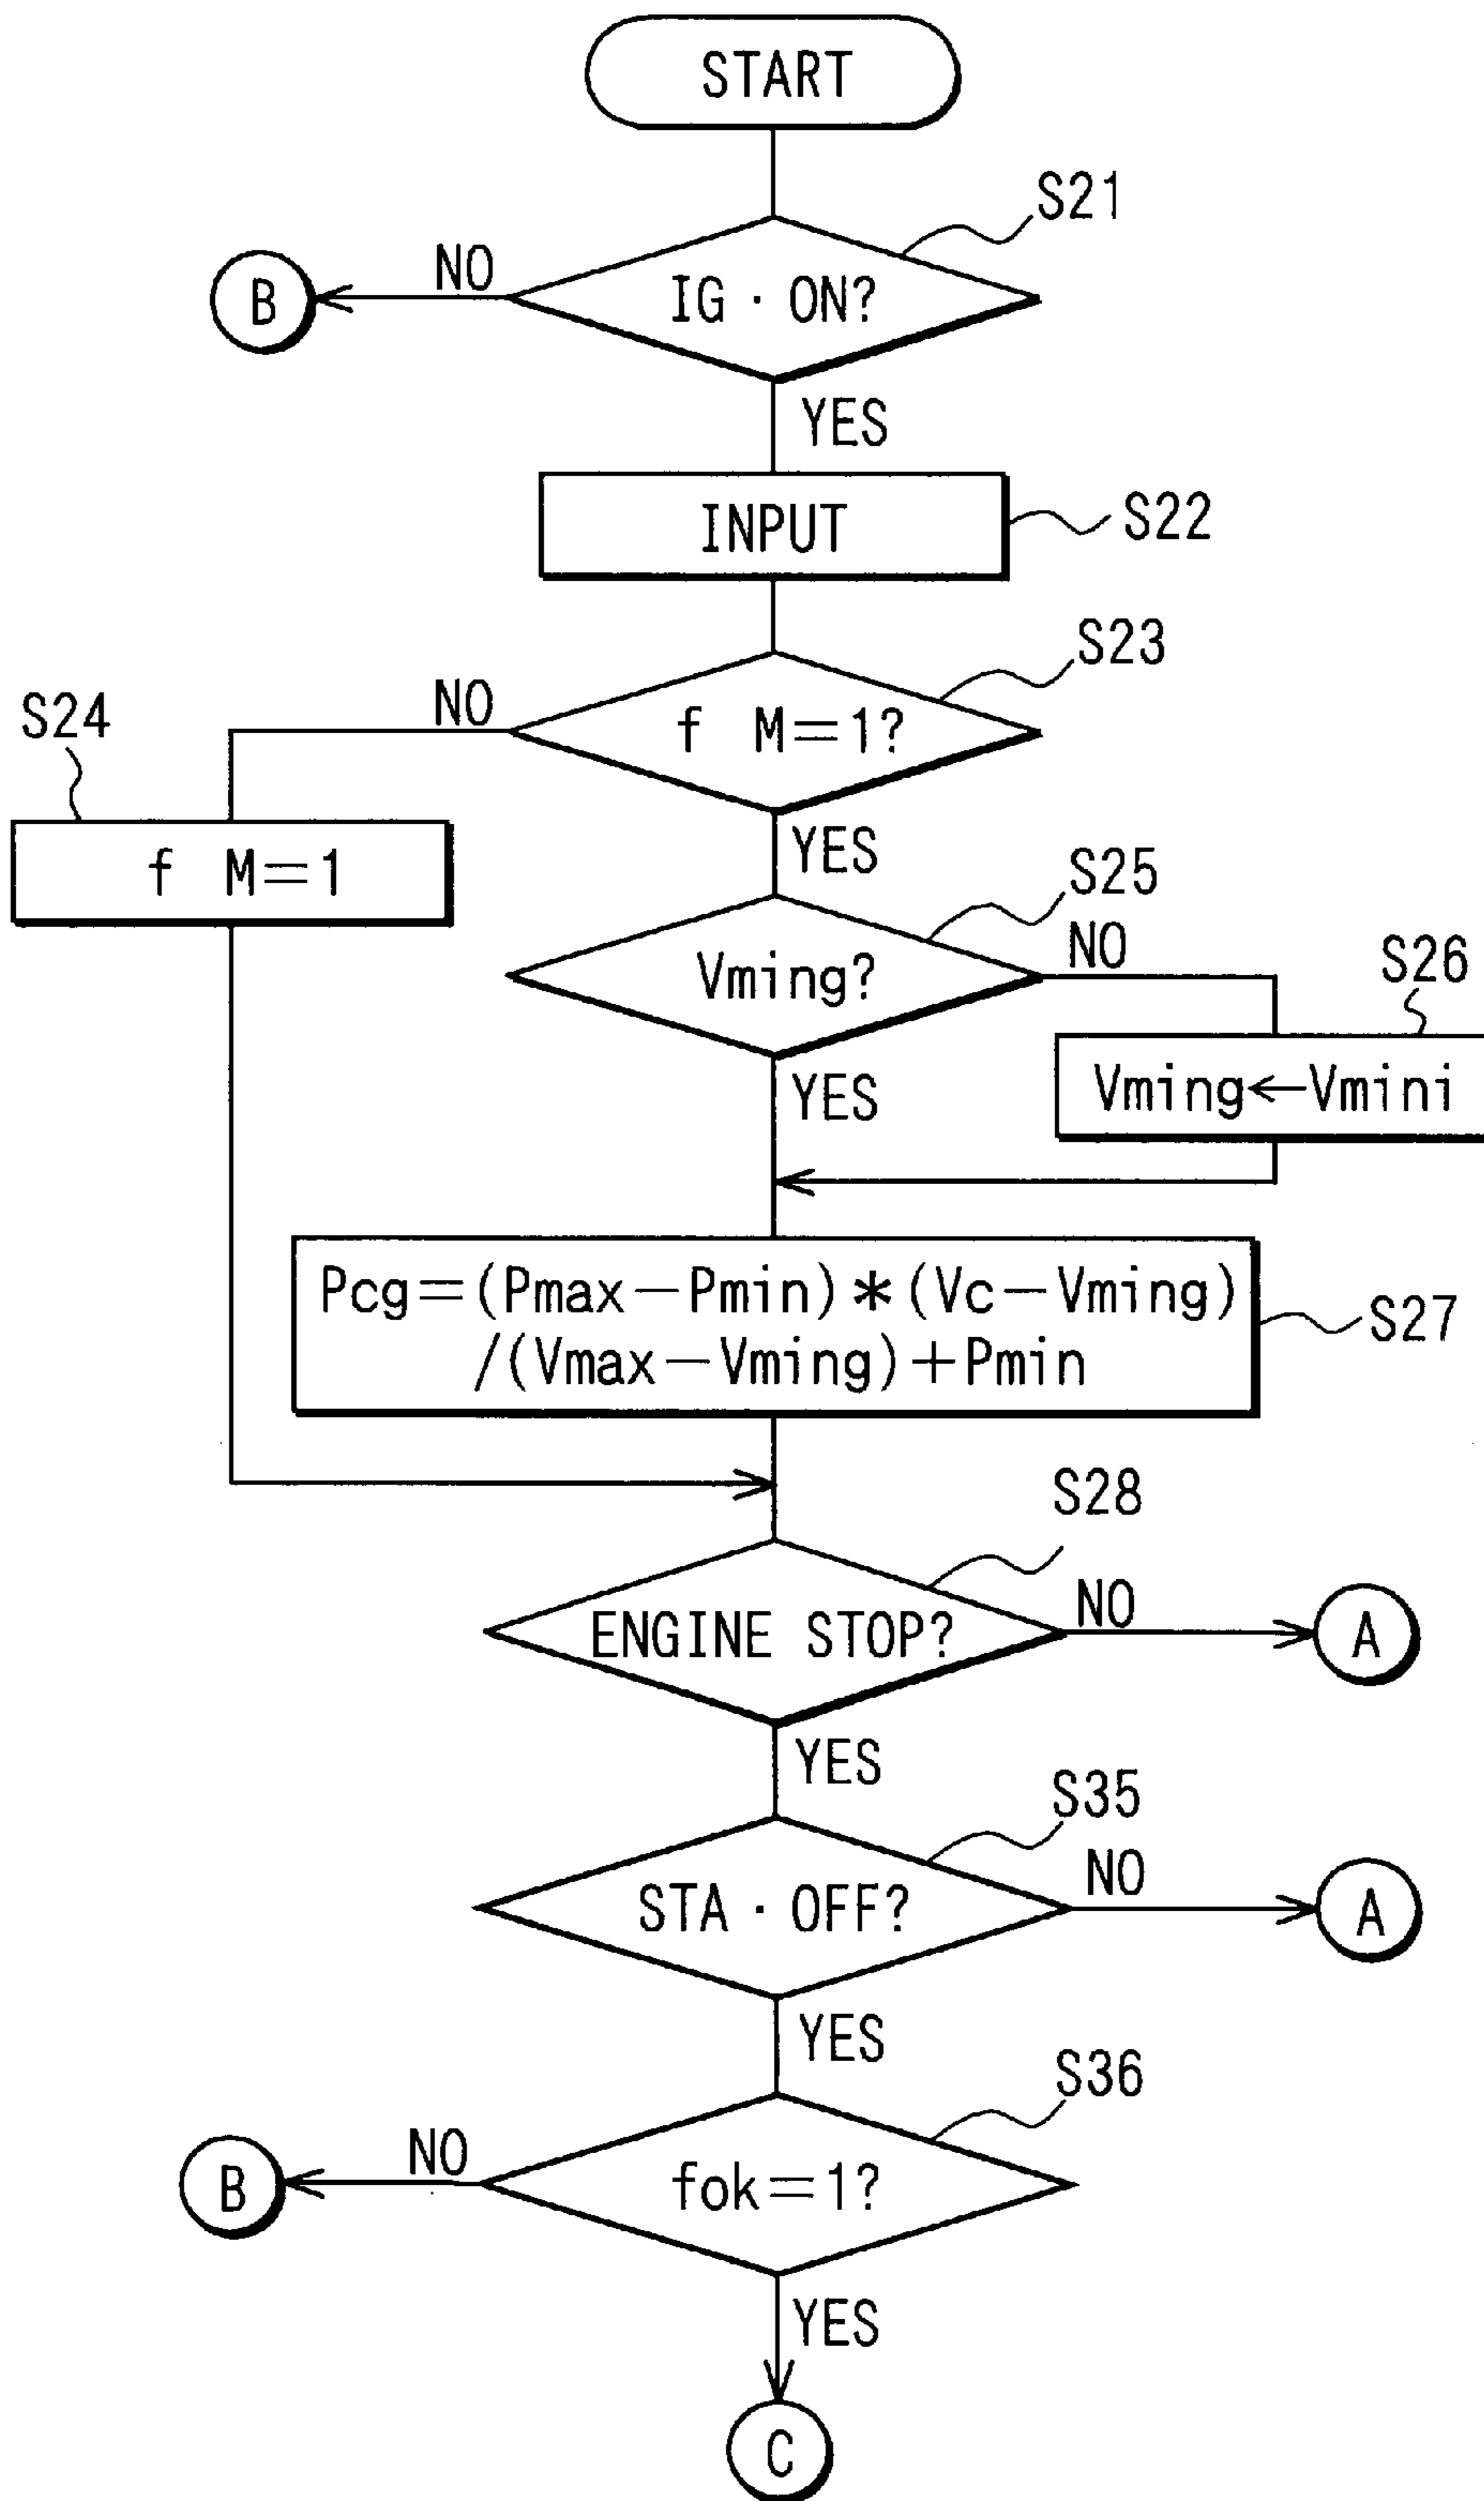 START
S21
NO
B
IG · ON?
YES
INPUT
S22
S23
NO
S24
f M=1?
f M=1
YES
S25
NO
S26
Vming?
Vming←Vmini
YES
Pcg=(Pmax-Pmin)*(Vc-Vming)
/(Vmax-Vming)+Pmin
S27
S28
NO
ENGINE STOP?
A
YES
S35
NO
STA · OFF?
A
YES
S36
NO
B
fok=1?
YES
C